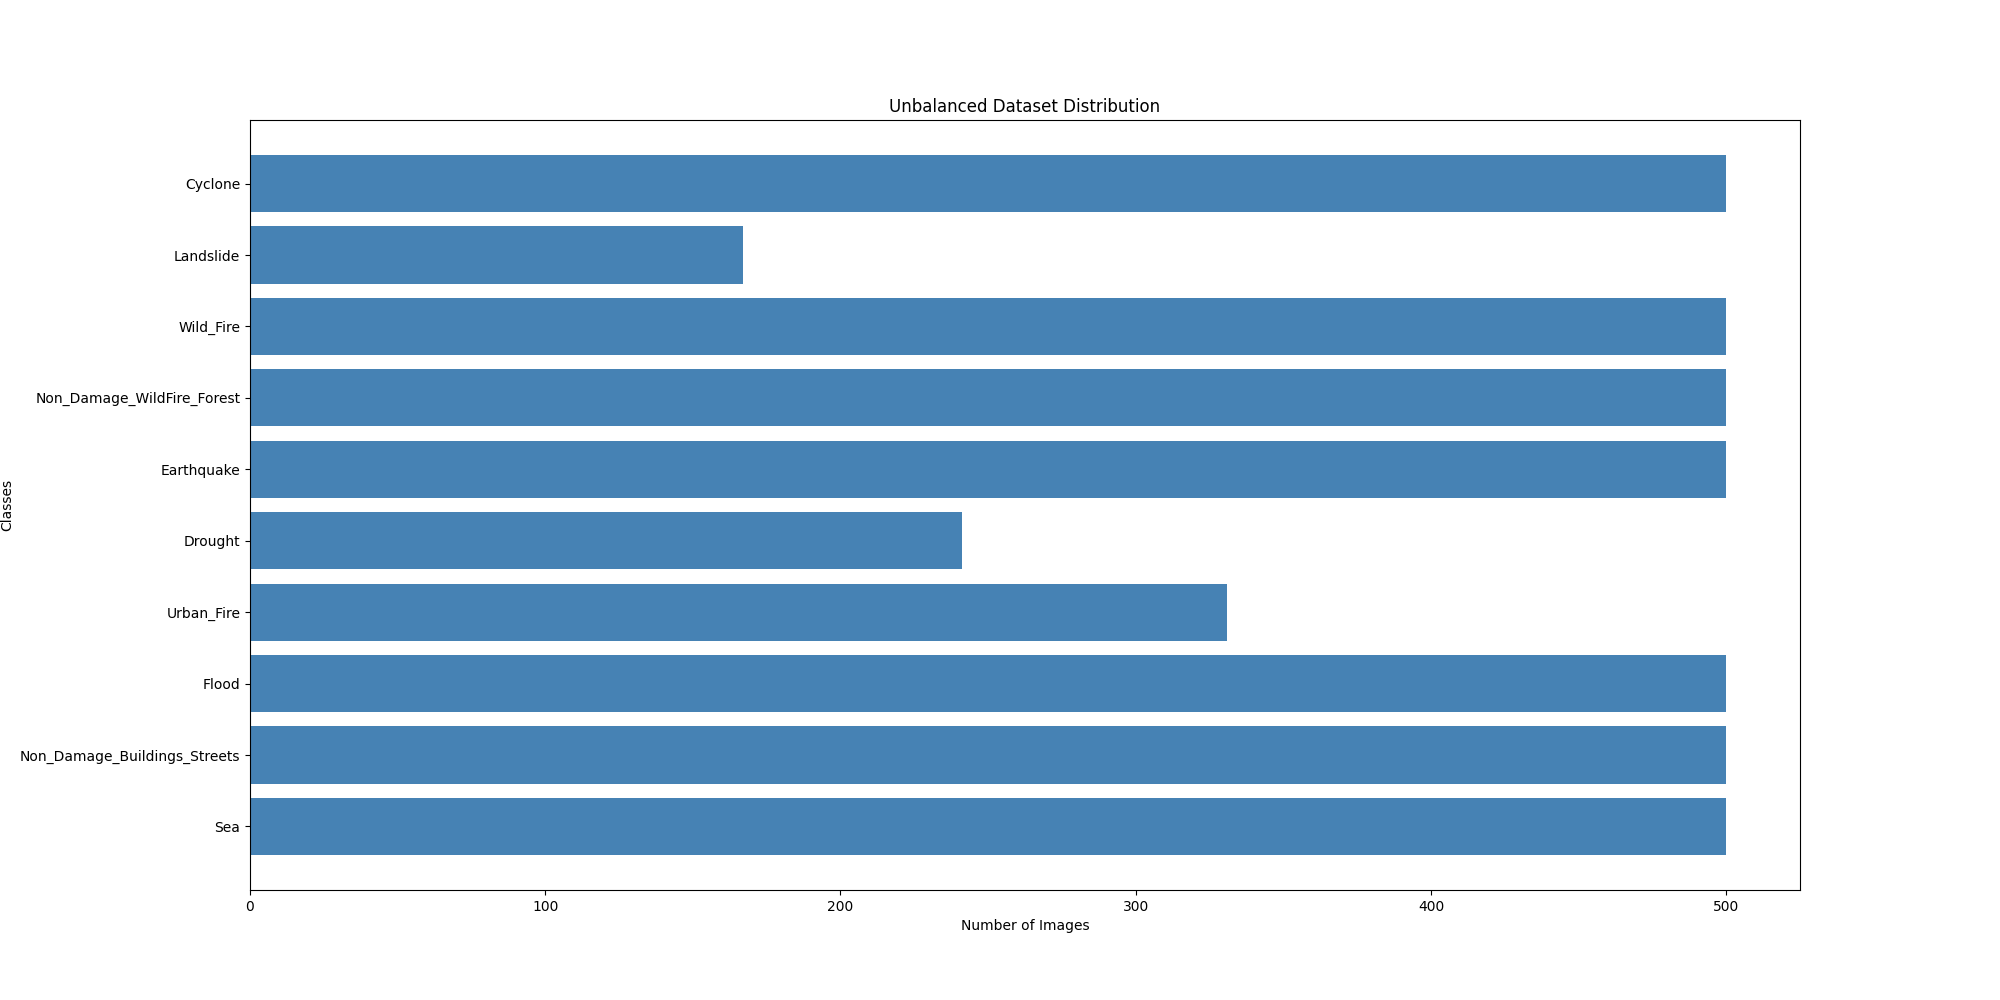 Unbalanced Dataset Distribution
Classes
Cyclone
Landslide
Wild_Fire
Non_Damage_WildFire_Forest
Earthquake
Drought
Urban_Fire
Flood
Non_Damage_Buildings_Streets
Sea
0 100 200 300 400 500
Number of Images